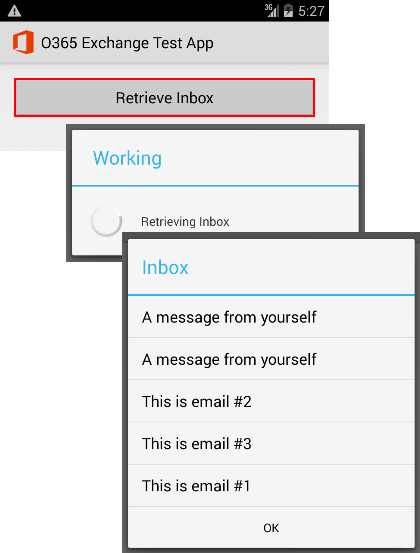 3G 5:27
O365 Exchange Test App
Retrieve Inbox
Working
Retrieving Inbox
Inbox
A message from yourself
A message from yourself
This is email #2
This is email #3
This is email #1
OK